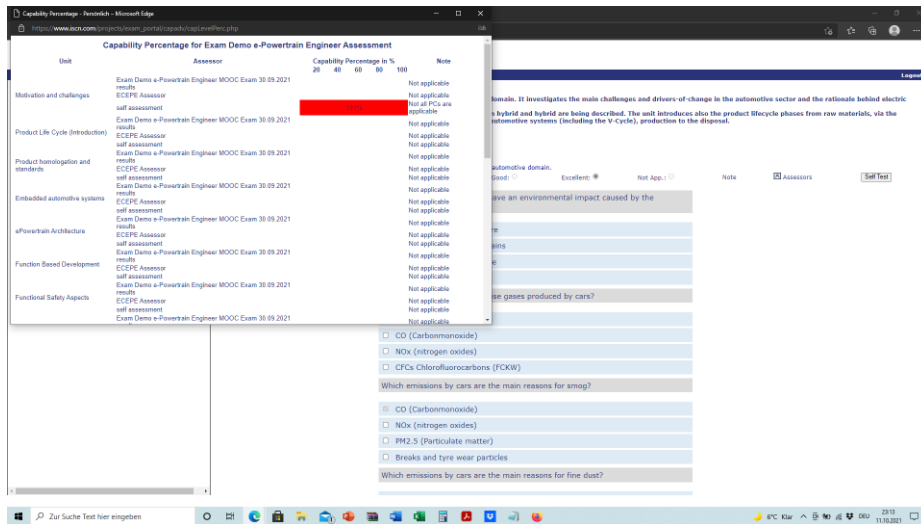 Capability Percentage - Persönlich - Microsoft Edge
https://www.iscn.com/projects/exam_portal/capadv/capLevelPerc.php
Capability Percentage for Exam Demo e-Powertrain Engineer Assessment
Unit Assessor Capability Percentage in % Note
20 40 60 80 100
Motivation and challenges
Exam Demo e-Powertrain Engineer MOOC Exam 30.09.2021 results Not applicable
ECEPE Assessor Not applicable
self assessment Not all PCs are applicable
Product Life Cycle (Introduction)
Exam Demo e-Powertrain Engineer MOOC Exam 30.09.2021 results Not applicable
ECEPE Assessor Not applicable
self assessment Not applicable
Product homologation and standards
Exam Demo e-Powertrain Engineer MOOC Exam 30.09.2021 results Not applicable
ECEPE Assessor Not applicable
self assessment Not applicable
Embedded automotive systems
Exam Demo e-Powertrain Engineer MOOC Exam 30.09.2021 results Not applicable
ECEPE Assessor Not applicable
self assessment Not applicable
ePowertrain Architecture
Exam Demo e-Powertrain Engineer MOOC Exam 30.09.2021 results Not applicable
ECEPE Assessor Not applicable
self assessment Not applicable
Function Based Development
Exam Demo e-Powertrain Engineer MOOC Exam 30.09.2021 results Not applicable
ECEPE Assessor Not applicable
self assessment Not applicable
Functional Safety Aspects
Exam Demo e-Powertrain Engineer MOOC Exam 30.09.2021 results Not applicable
ECEPE Assessor Not applicable
self assessment Not applicable
Exam Demo e-Powertrain Engineer MOOC Exam 30.09.2021 Not applicable
Logout
domain. It investigates the main challenges and drivers-of-change in the automotive sector and the rationale behind electric
hybrid and hybrid are being described. The unit introduces also the product lifecycle phases from raw materials, via the
automotive systems (including the V-Cycle), production to the disposal.
automotive domain.
Good: Excellent: Not App.: Note Assessors Self Test
ave an environmental impact caused by the
re
ains
e
se gases produced by cars?
CO (Carbonmonoxide)
NOx (nitrogen oxides)
CFCs Chlorofluorocarbons (FCKW)
Which emissions by cars are the main reasons for smog?
CO (Carbonmonoxide)
NOx (nitrogen oxides)
PM2.5 (Particulate matter)
Breaks and tyre wear particles
Which emissions by cars are the main reasons for fine dust?
Zur Suche Text hier eingeben
6°C Klar
DEU
23:13
11.10.2021